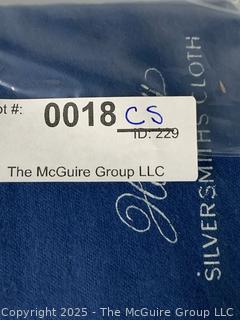 ot #: 0018 CS
ID: 229
The McGuire Group LLC
SILVERSMITHS CLOTH
Copyright 2025 - The McGuire Group LLC